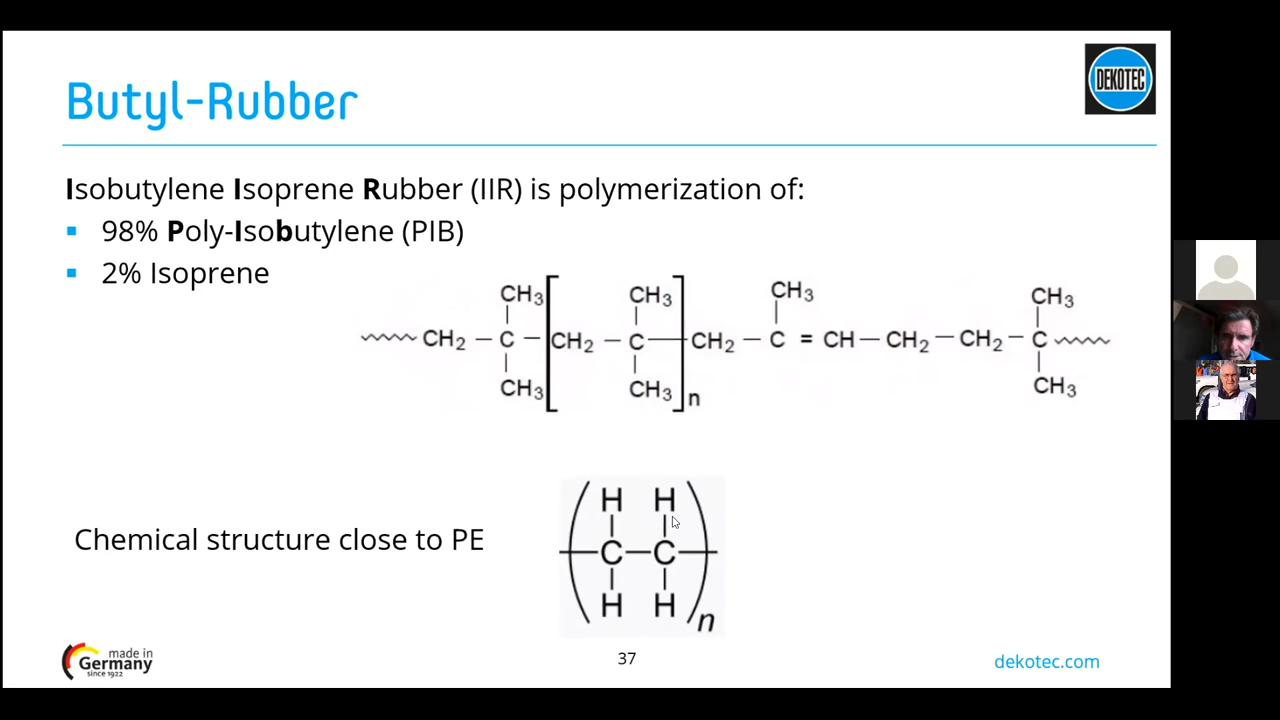 Butyl-Rubber
DEKOTEC
Isobutylene Isoprene Rubber (IIR) is polymerization of:
▪ 98% Poly-Isobutylene (PIB)
▪ 2% Isoprene
CH3 CH3 CH3 CH3
CH2 – C – [CH2 – C – ]n CH2 – C = CH – CH2 – CH2 – C
CH3 CH3 CH3
Chemical structure close to PE
H H
C – C
H H
n
made in
Germany
since 1922
37
dekotec.com